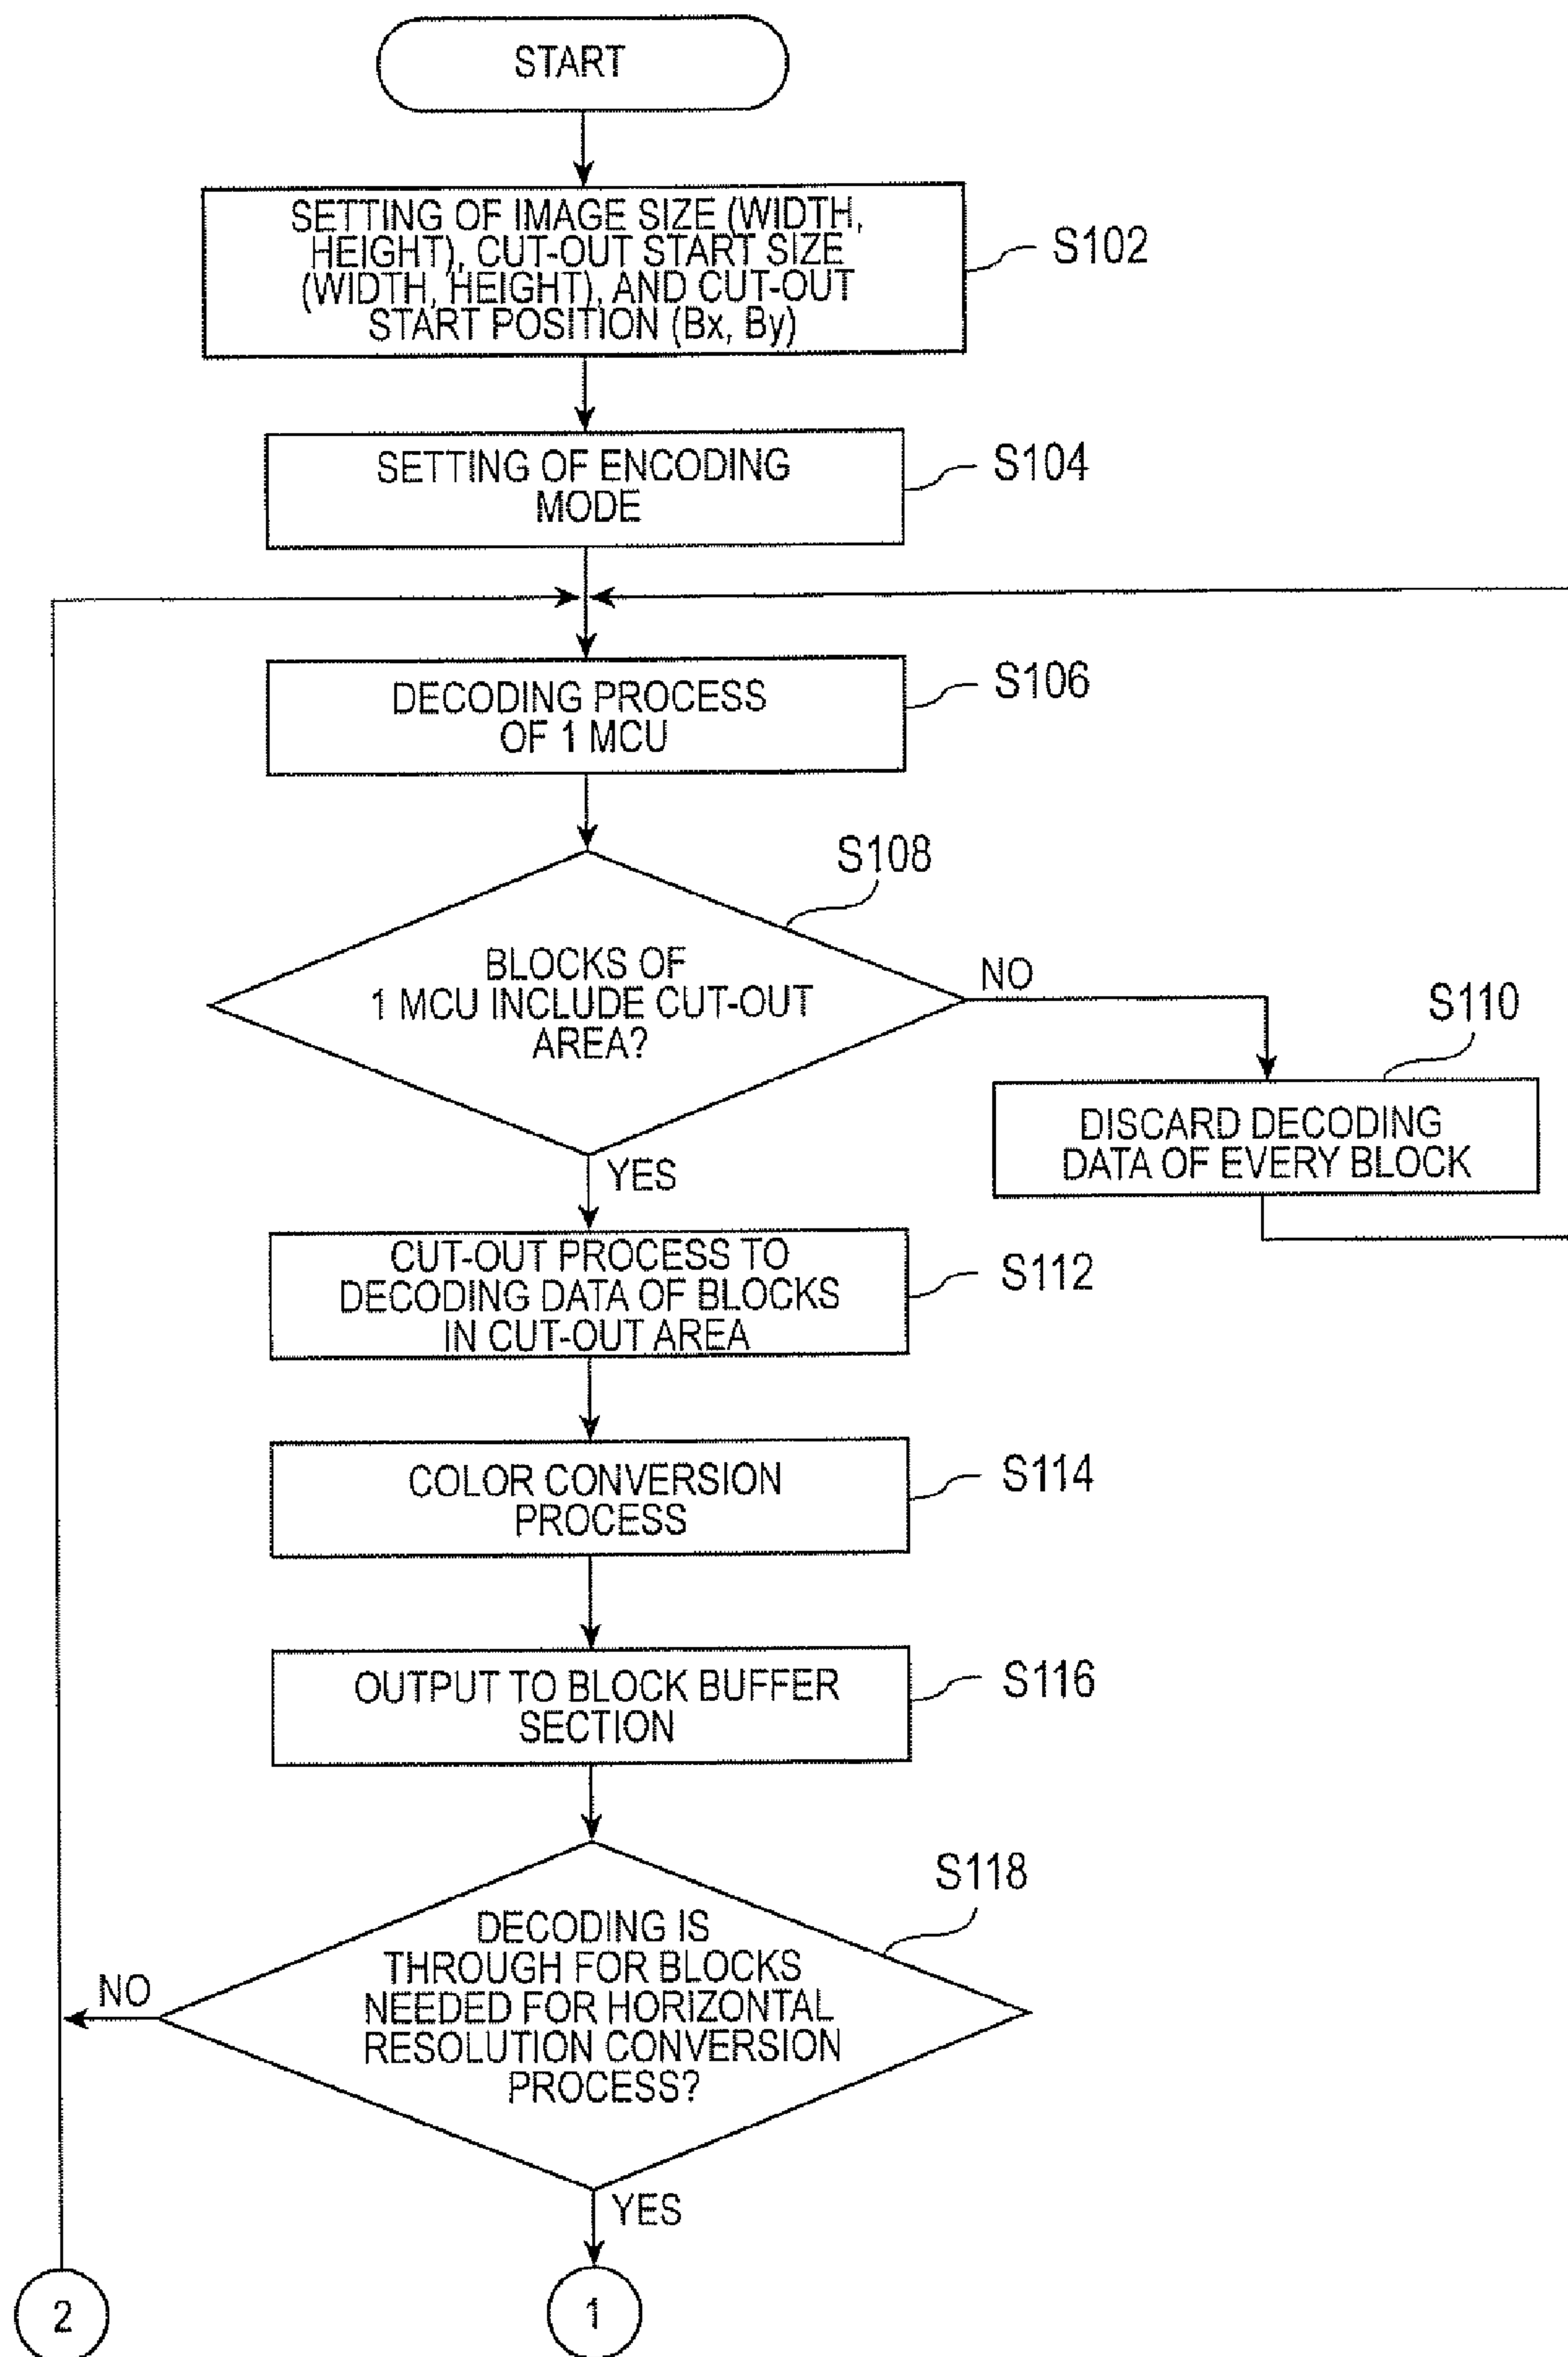 START
SETTING OF IMAGE SIZE (WIDTH,
HEIGHT), CUT-OUT START SIZE
(WIDTH, HEIGHT), AND CUT-OUT
START POSITION (Bx, By)
S102
SETTING OF ENCODING
MODE
S104
DECODING PROCESS
OF 1 MCU
S106
S108
BLOCKS OF
1 MCU INCLUDE CUT-OUT
AREA?
NO
S110
DISCARD DECODING
DATA OF EVERY BLOCK
YES
CUT-OUT PROCESS TO
DECODING DATA OF BLOCKS
IN CUT-OUT AREA
S112
COLOR CONVERSION
PROCESS
S114
OUTPUT TO BLOCK BUFFER
SECTION
S116
S118
DECODING IS
THROUGH FOR BLOCKS
NEEDED FOR HORIZONTAL
RESOLUTION CONVERSION
PROCESS?
NO
YES
2
1